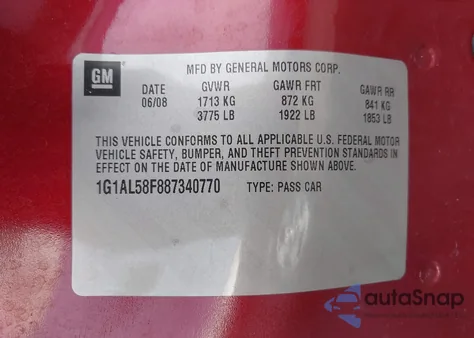 GM
MFD BY GENERAL MOTORS CORP.
DATE GVWR GAWR FRT GAWR RR
06/08 1713 KG 872 KG 841 KG
3775 LB 1922 LB 1853 LB
THIS VEHICLE CONFORMS TO ALL APPLICABLE U.S. FEDERAL MOTOR
VEHICLE SAFETY, BUMPER, AND THEFT PREVENTION STANDARDS IN
EFFECT ON THE DATE OF MANUFACTURE SHOWN ABOVE.
1G1AL58F887340770 TYPE: PASS CAR
autoSnap